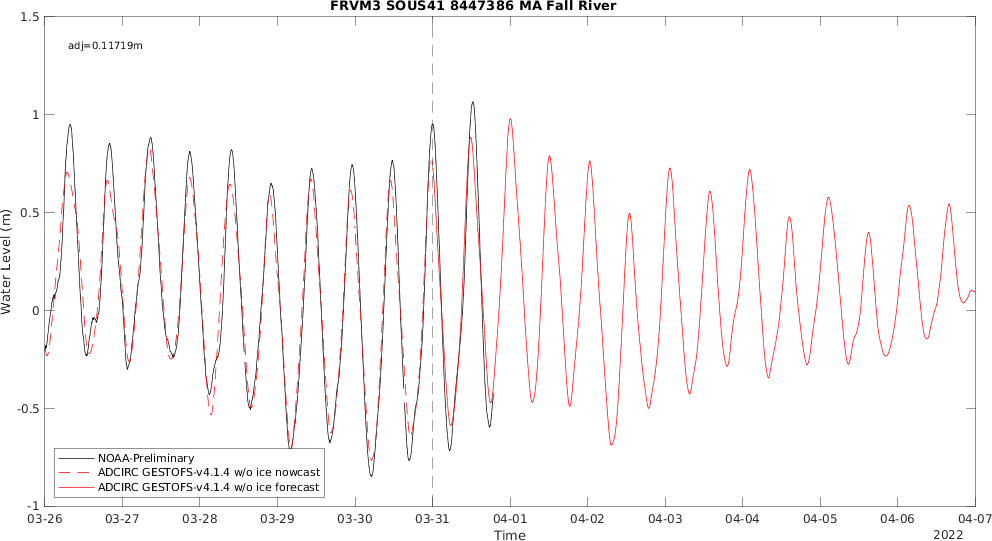 FRVM3 SOUS41 8447386 MA Fall River
adj=0.11719m
Water Level (m)
1.5
1
0.5
0
-0.5
-1
NOAA-Preliminary
ADCIRC GESTOFS-v4.1.4 w/o ice nowcast
ADCIRC GESTOFS-v4.1.4 w/o ice forecast
03-26 03-27 03-28 03-29 03-30 03-31 04-01 04-02 04-03 04-04 04-05 04-06 04-07
Time
2022